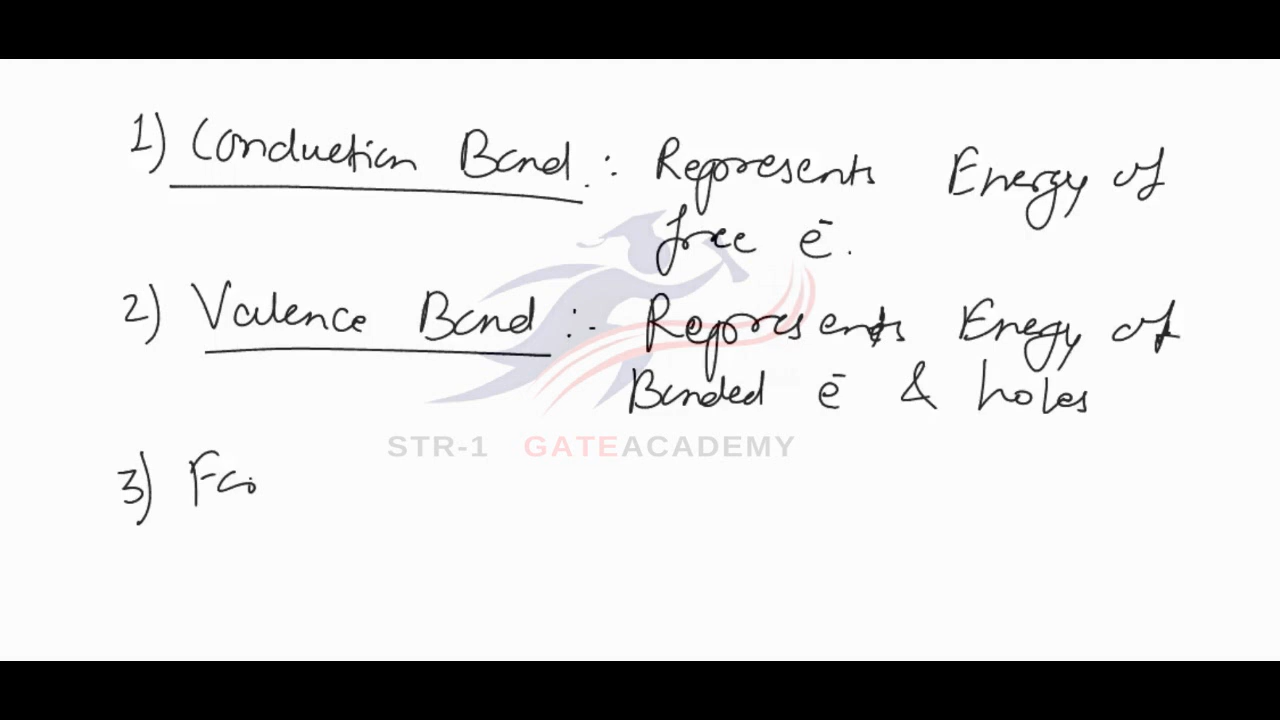 1) Conduction Band : Represents Energy of
free e̅.
2) Valence Band :- Represents Energy of
Bonded e̅ & holes
STR-1 GATEACADEMY
3) Fo